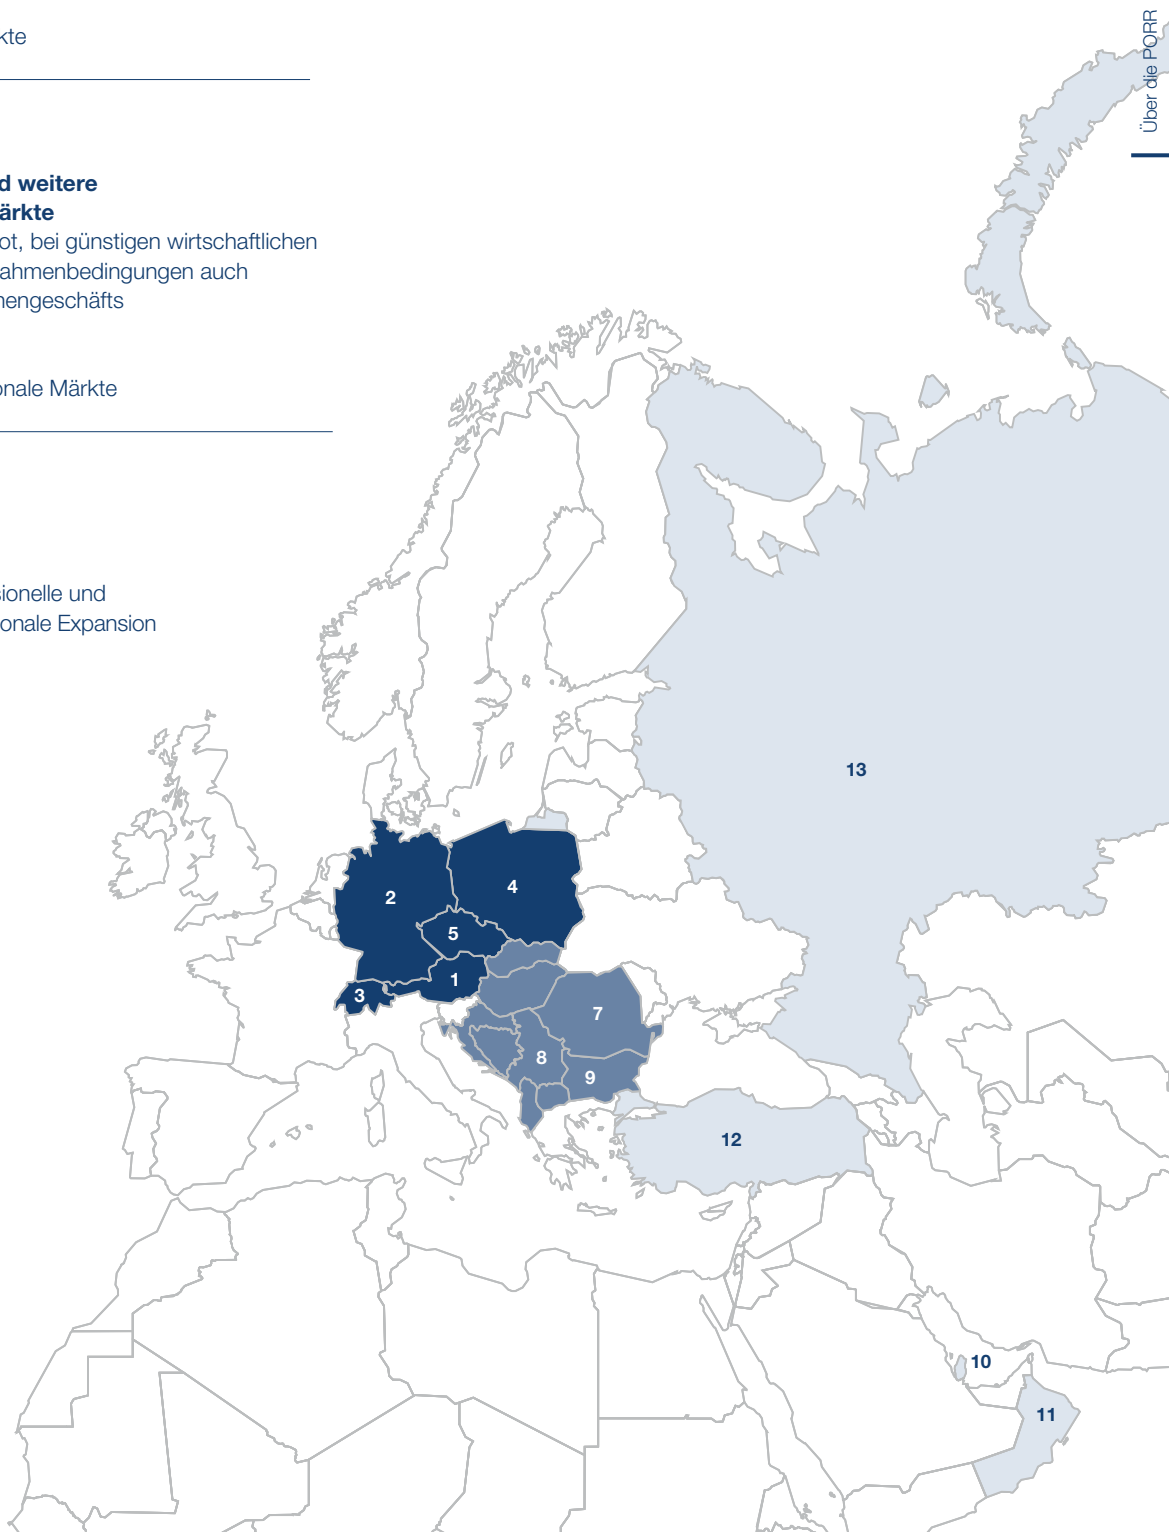 kte
d weitere
ärkte
ot, bei günstigen wirtschaftlichen
ahmenbedingungen auch
nengeschäfts
onale Märkte
sionelle und
onale Expansion
Über die PORR
13
2
4
5
1
3
7
8
9
12
10
11